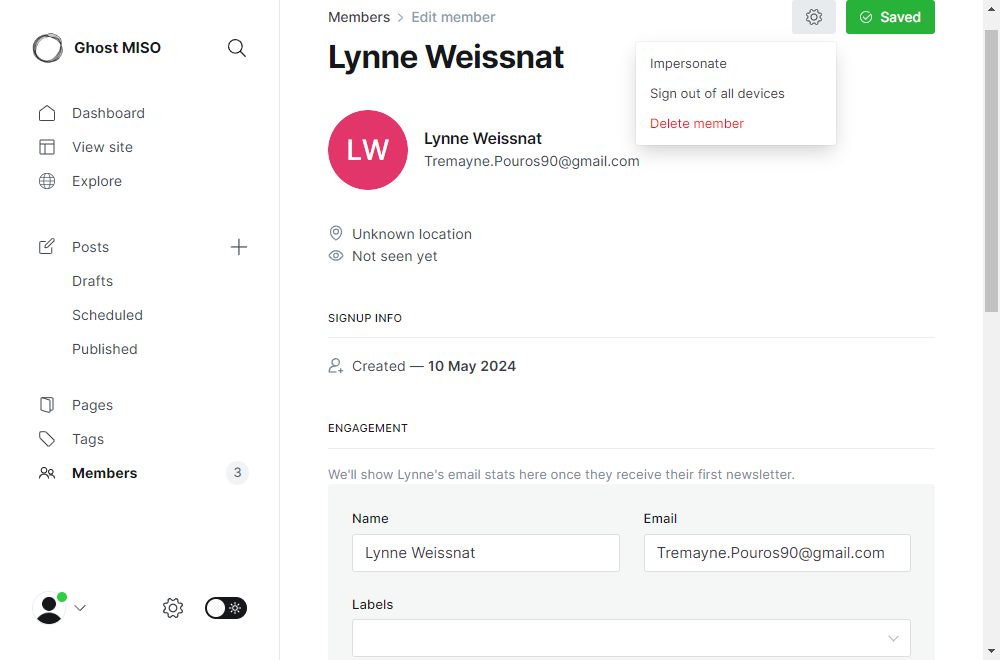 Ghost MISO
Dashboard
View site
Explore
Posts
Drafts
Scheduled
Published
Pages
Tags
Members 3
Members > Edit member
Saved
Lynne Weissnat
Impersonate
Sign out of all devices
Delete member
LW
Lynne Weissnat
Tremayne.Pouros90@gmail.com
Unknown location
Not seen yet
SIGNUP INFO
Created — 10 May 2024
ENGAGEMENT
We'll show Lynne's email stats here once they receive their first newsletter.
Name
Lynne Weissnat
Email
Tremayne.Pouros90@gmail.com
Labels